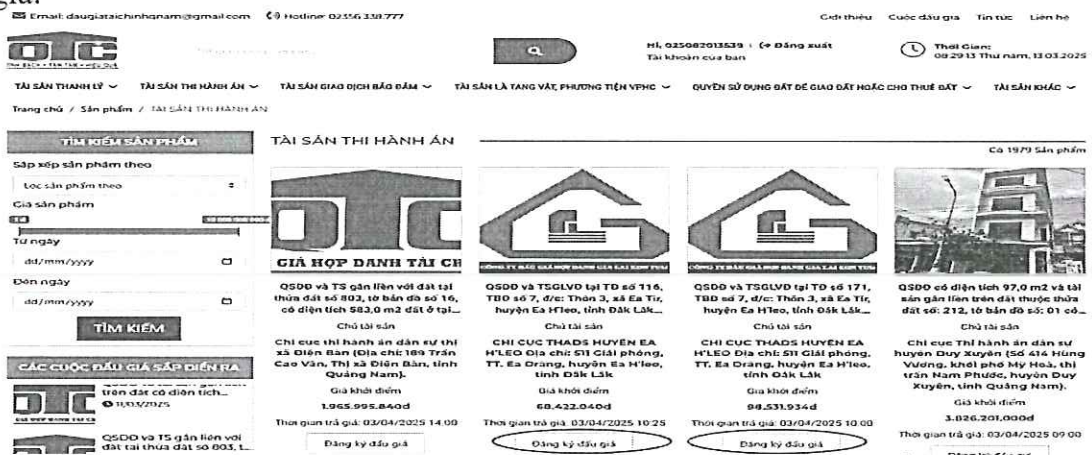 giá.
Email: daugiataichinhqnam@gmail.com Hotline: 02356 338.777
Giới thiệu Cuộc đấu giá Tin tức Liên hệ
OTC
Hi, 025082013539 | Đăng xuất
Tài khoản của bạn
Thời Gian:
08:29:13 Thứ năm, 13.03.2025
TÀI SẢN THANH LÝ TÀI SẢN THI HÀNH ÁN TÀI SẢN GIAO DỊCH BẢO ĐẢM TÀI SẢN LÀ TANG VẬT, PHƯƠNG TIỆN VPHC QUYỀN SỬ DỤNG ĐẤT ĐỂ GIAO ĐẤT HOẶC CHO THUÊ ĐẤT TÀI SẢN KHÁC
Trang chủ / Sản phẩm / TÀI SẢN THI HÀNH ÁN
TÌM KIẾM SẢN PHẨM
Sắp xếp sản phẩm theo
Lọc sản phẩm theo
Giá sản phẩm
Từ ngày
dd/mm/yyyy
Đến ngày
dd/mm/yyyy
TÌM KIẾM
CÁC CUỘC ĐẤU GIÁ SẮP DIỄN RA
trên đất có diện tích...
11/03/2025
QSDĐ và TS gắn liền với
đất tại thửa đất số 803, t...
TÀI SẢN THI HÀNH ÁN
Có 1979 Sản phẩm
OTC
GIÁ HỢP DANH TÀI CH
QSDĐ và TS gắn liền với đất tại
thửa đất số 803, tờ bản đồ số 16,
có diện tích 583,0 m2 đất ở tại...
Chủ tài sản
Chi cục thi hành án dân sự thị
xã Điện Bàn (Địa chỉ: 189 Trần
Cao Vân, Thị xã Điện Bàn, tỉnh
Quảng Nam).
Giá khởi điểm
1.965.995.840đ
Thời gian trả giá: 03/04/2025 14:00
Đăng ký đấu giá
QSDĐ và TSGLVĐ tại TĐ số 116,
TBĐ số 7, đ/c: Thôn 3, xã Ea Tir,
huyện Ea H'leo, tỉnh Đắk Lắk...
Chủ tài sản
CHI CỤC THADS HUYỆN EA
H'LEO Địa chỉ: 511 Giải phóng,
TT. Ea Drăng, huyện Ea H'leo,
tỉnh Đắk Lắk
Giá khởi điểm
68.422.040đ
Thời gian trả giá: 03/04/2025 10:25
Đăng ký đấu giá
QSDĐ và TSGLVĐ tại TĐ số 171,
TBĐ số 7, đ/c: Thôn 3, xã Ea Tir,
huyện Ea H'leo, tỉnh Đắk Lắk...
Chủ tài sản
CHI CỤC THADS HUYỆN EA
H'LEO Địa chỉ: 511 Giải phóng,
TT. Ea Drăng, huyện Ea H'leo,
tỉnh Đắk Lắk
Giá khởi điểm
98.531.934đ
Thời gian trả giá: 03/04/2025 10:00
Đăng ký đấu giá
QSDĐ có diện tích 97,0 m2 và tài
sản gắn liền trên đất thuộc thửa
đất số: 212, tờ bản đồ số: 01 có...
Chủ tài sản
Chi cục Thi hành án dân sự
huyện Duy Xuyên (Số 414 Hùng
Vương, khối phố Mỹ Hoà, thị
trấn Nam Phước, huyện Duy
Xuyên, tỉnh Quảng Nam).
Giá khởi điểm
3.826.201.000đ
Thời gian trả giá: 03/04/2025 09:00
Đăng ký đấu giá